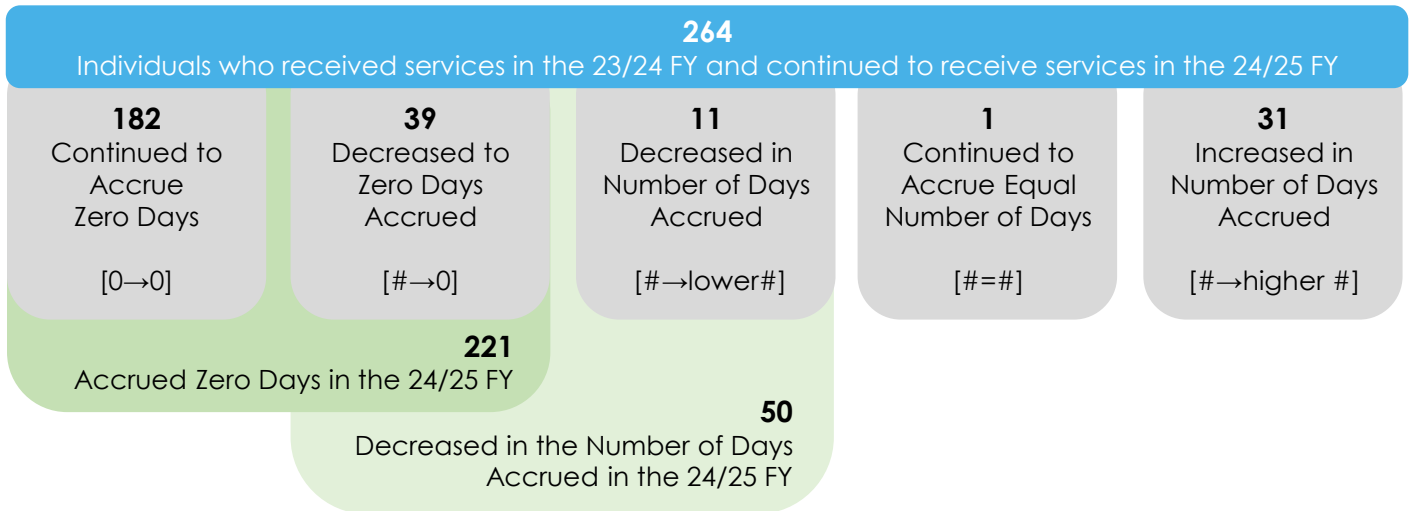 264
Individuals who received services in the 23/24 FY and continued to receive services in the 24/25 FY
182
Continued to
Accrue
Zero Days
[0→0]
39
Decreased to
Zero Days
Accrued
[#→0]
11
Decreased in
Number of Days
Accrued
[#→lower#]
1
Continued to
Accrue Equal
Number of Days
[#=#]
31
Increased in
Number of Days
Accrued
[#→higher #]
221
Accrued Zero Days in the 24/25 FY
50
Decreased in the Number of Days
Accrued in the 24/25 FY